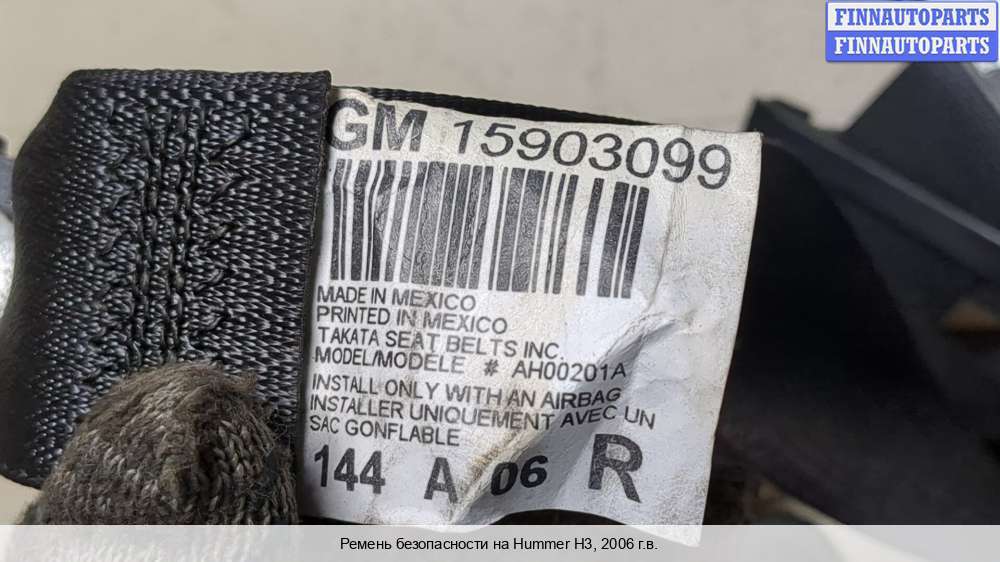 FINNAUTOPARTS
FINNAUTOPARTS
GM 15903099
MADE IN MEXICO
PRINTED IN MEXICO
TAKATA SEAT BELTS INC.
MODEL/MODELE # AH00201A
INSTALL ONLY WITH AN AIRBAG
INSTALLER UNIQUEMENT AVEC UN
SAC GONFLABLE
144 A 06 R
Ремень безопасности на Hummer H3, 2006 г.в.